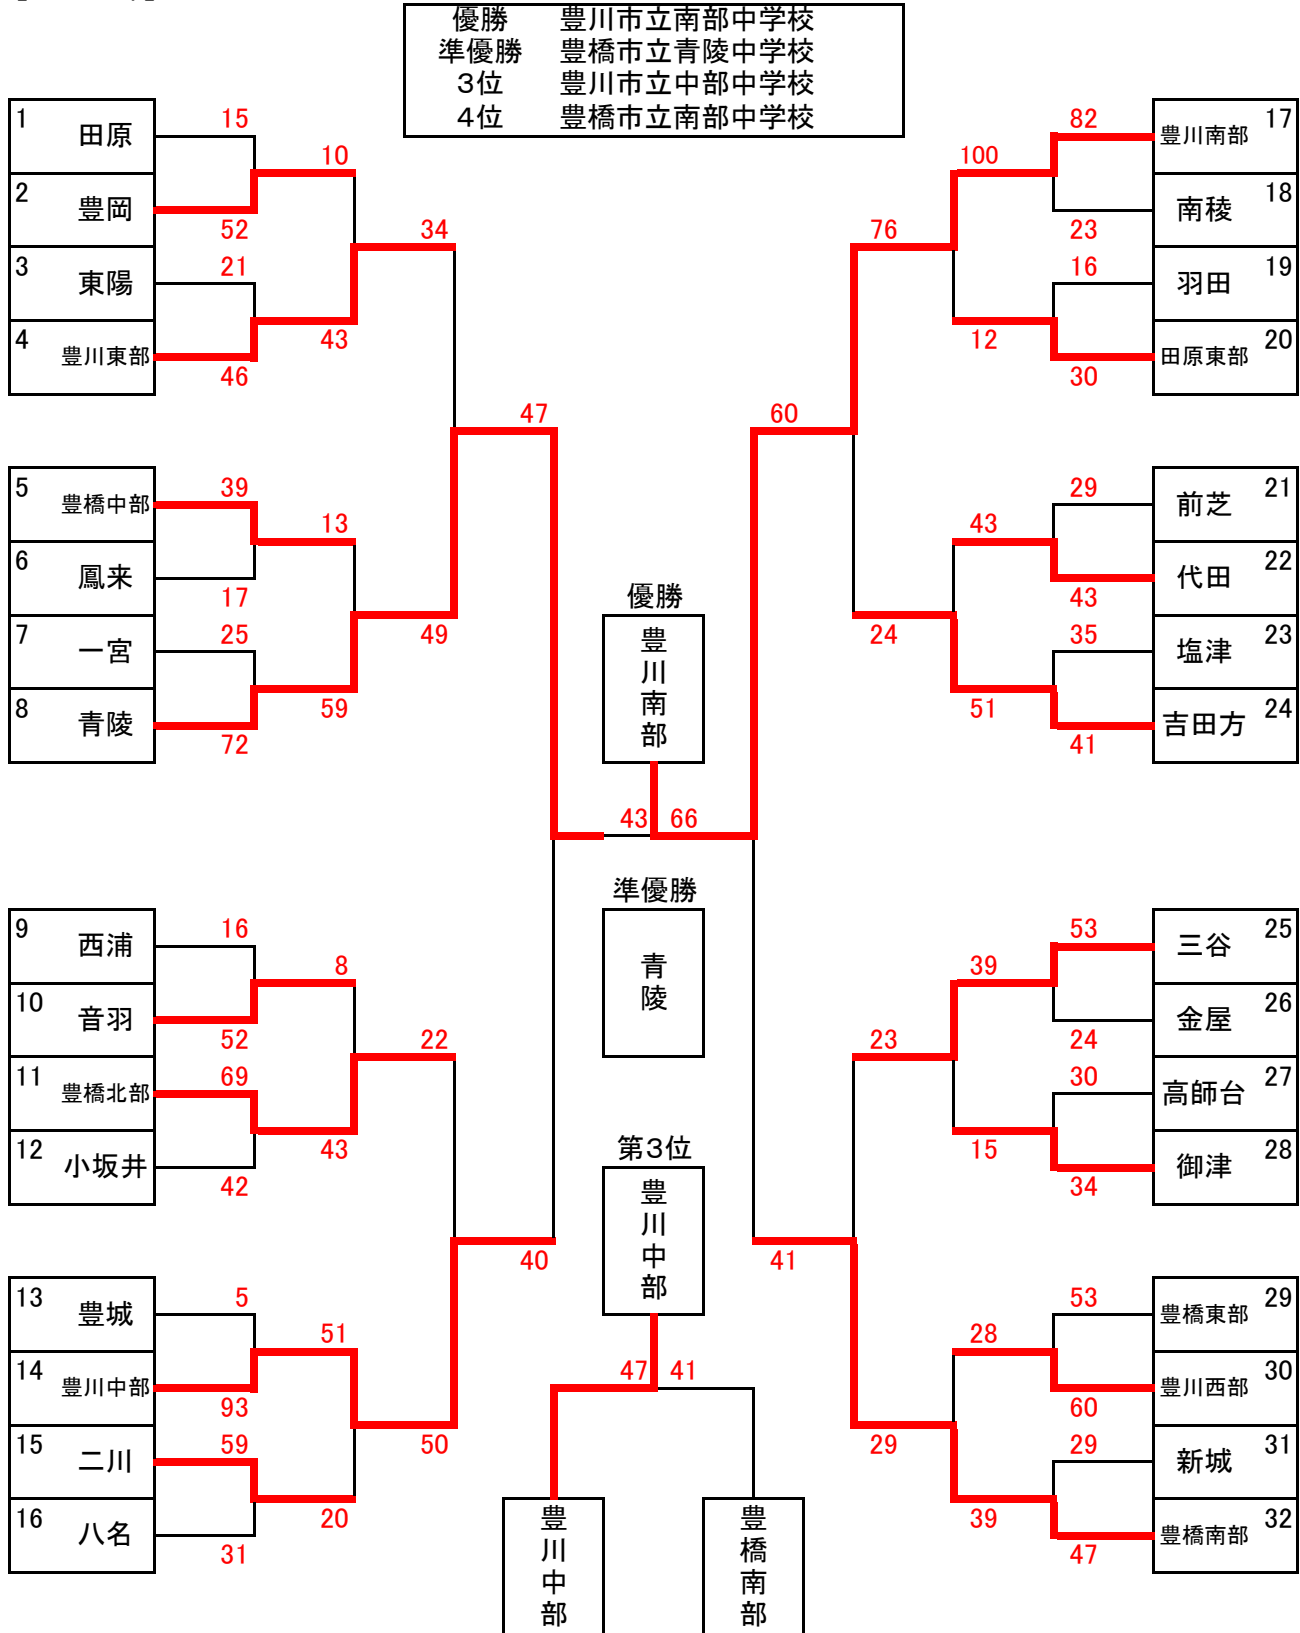 優勝 豊川市立南部中学校
準優勝 豊橋市立青陵中学校
3位 豊川市立中部中学校
4位 豊橋市立南部中学校
1 田原 15
2 豊岡 52
10
3 東陽 21
4 豊川東部 46
43
34
5 豊橋中部 39
6 鳳来 17
13
7 一宮 25
8 青陵 72
59
49
47
9 西浦 16
10 音羽 52
8
11 豊橋北部 69
12 小坂井 42
43
22
13 豊城 5
14 豊川中部 93
51
15 二川 59
16 八名 31
20
50
40
優勝
豊川南部
43 66
準優勝
青陵
第3位
豊川中部
47 41
豊川中部
豊橋南部
82 豊川南部 17
23 南稜 18
100
16 羽田 19
30 田原東部 20
12
76
29 前芝 21
43 代田 22
43
35 塩津 23
41 吉田方 24
51
24
60
53 三谷 25
24 金屋 26
39
30 高師台 27
34 御津 28
15
23
53 豊橋東部 29
60 豊川西部 30
28
29 新城 31
47 豊橋南部 32
39
29
41